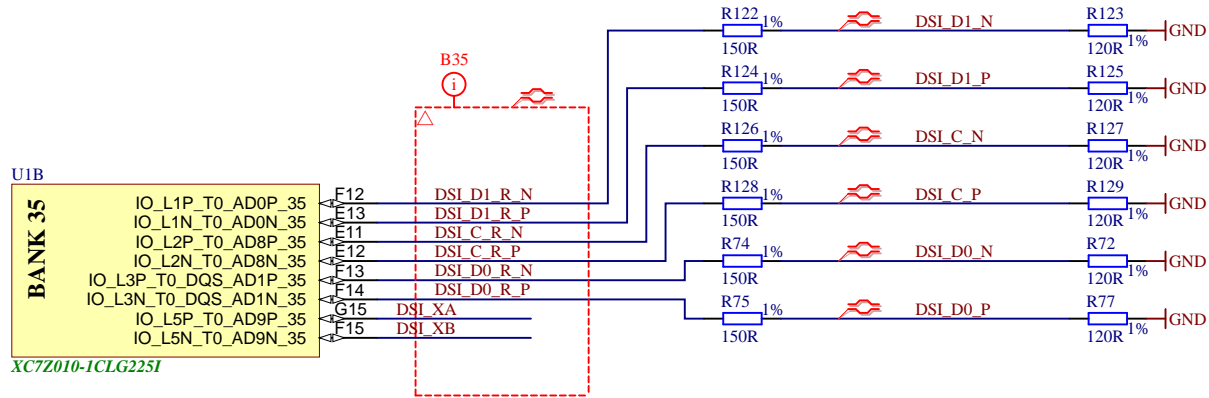 R122 1% DSI_D1_N R123
150R 120R 1% GND
B35
i
R124 1% DSI_D1_P R125
150R 120R 1% GND
R126 1% DSI_C_N R127
150R 120R 1% GND
U1B
BANK 35
IO_L1P_T0_AD0P_35 F12 DSI_D1_R_N
IO_L1N_T0_AD0N_35 E13 DSI_D1_R_P
IO_L2P_T0_AD8P_35 E11 DSI_C_R_N
IO_L2N_T0_AD8N_35 E12 DSI_C_R_P
IO_L3P_T0_DQS_AD1P_35 F13 DSI_D0_R_N
IO_L3N_T0_DQS_AD1N_35 F14 DSI_D0_R_P
IO_L5P_T0_AD9P_35 G15 DSI_XA
IO_L5N_T0_AD9N_35 F15 DSI_XB
XC7Z010-1CLG225I
R128 1% DSI_C_P R129
150R 120R 1% GND
R74 1% DSI_D0_N R72
150R 120R 1% GND
R75 1% DSI_D0_P R77
150R 120R 1% GND